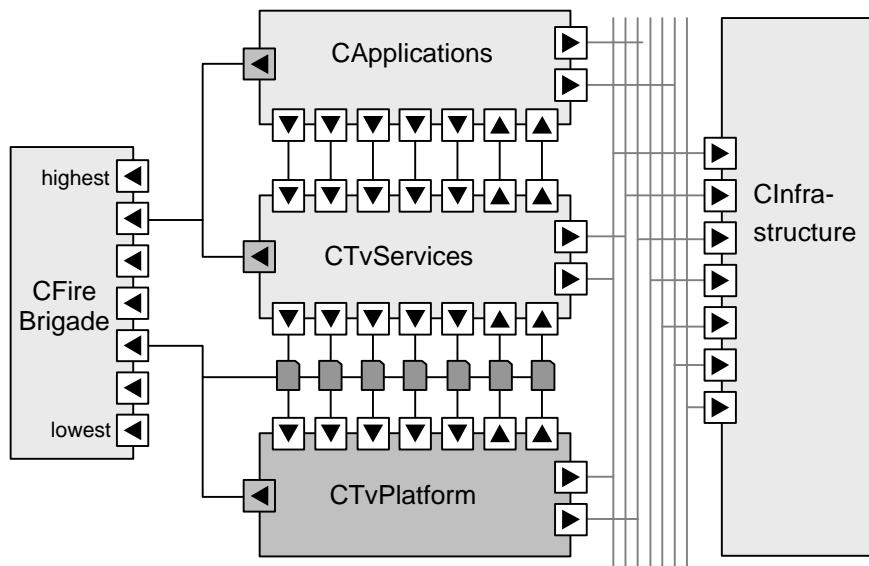 CApplications
highest
CInfra-
structure
CTvServices
CFire
Brigade
lowest
CTvPlatform